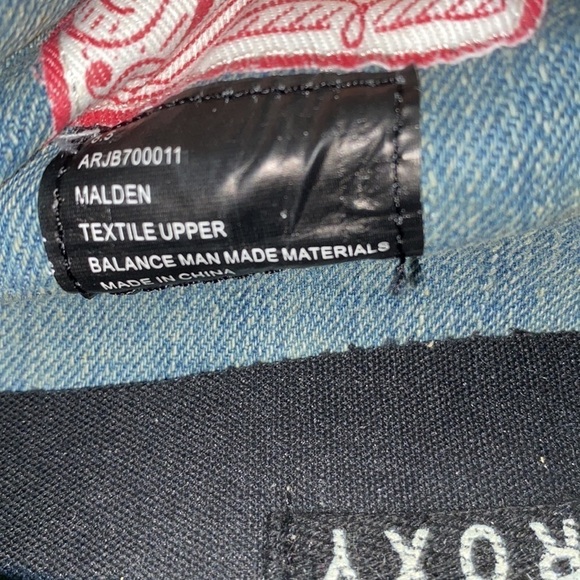 ARJB700011
MALDEN
TEXTILE UPPER
BALANCE MAN MADE MATERIALS
MADE IN CHINA
ROXY